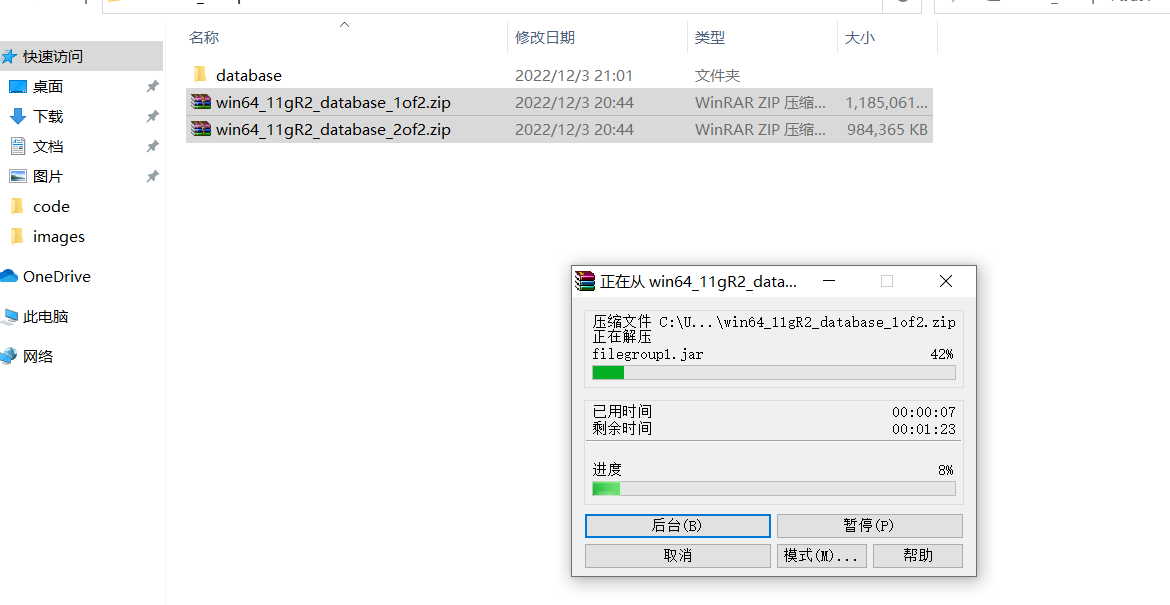 名称 修改日期 类型 大小
快速访问
桌面
下载
文档
图片
code
images
OneDrive
此电脑
网络
database 2022/12/3 21:01 文件夹
win64_11gR2_database_1of2.zip 2022/12/3 20:44 WinRAR ZIP 压缩... 1,185,061...
win64_11gR2_database_2of2.zip 2022/12/3 20:44 WinRAR ZIP 压缩... 984,365 KB
正在从 win64_11gR2_data...
压缩文件 C:\U...\win64_11gR2_database_1of2.zip
正在解压
filegroup1.jar 42%
已用时间 00:00:07
剩余时间 00:01:23
进度 8%
后台(B) 暂停(P)
取消 模式(M)... 帮助